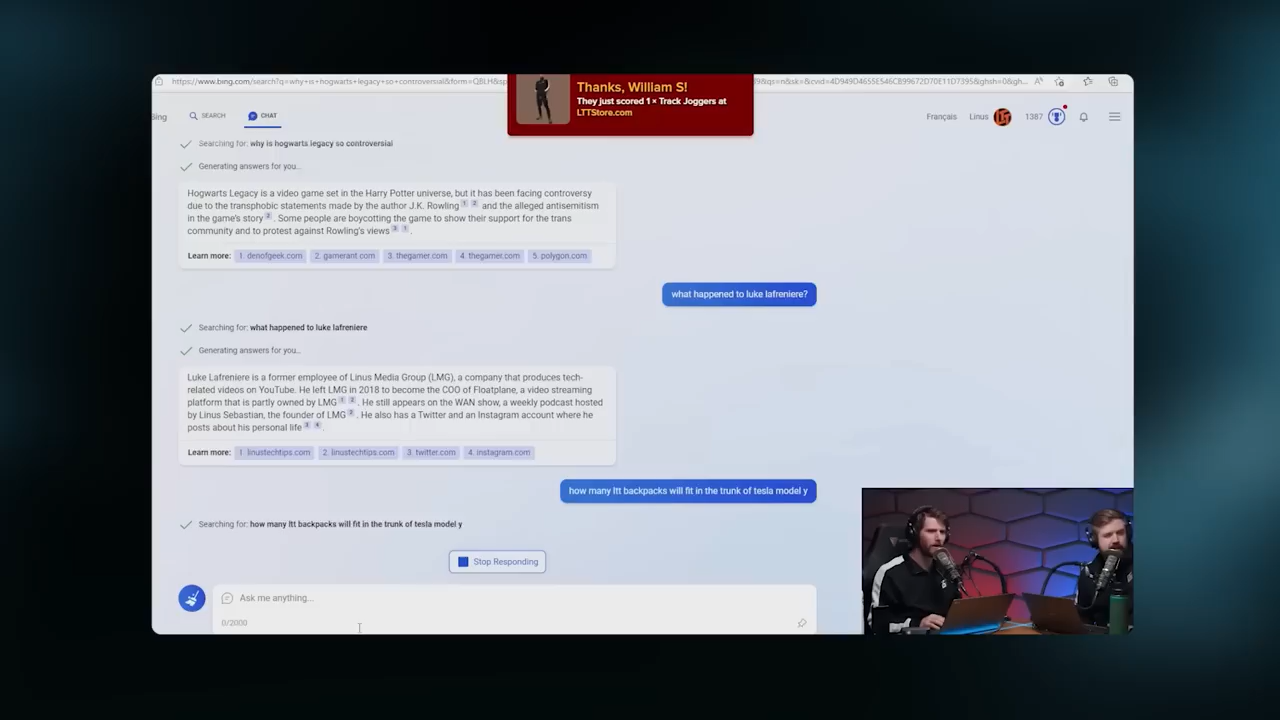 Thanks, William S!
They just scored 1 × Track Joggers at
LTTStore.com
Bing
SEARCH
CHAT
Français
Linus
1387
Searching for: why is hogwarts legacy so controversial
Generating answers for you...
Hogwarts Legacy is a video game set in the Harry Potter universe, but it has been facing controversy
due to the transphobic statements made by the author J.K. Rowling 1 2 and the alleged antisemitism
in the game's story 2 . Some people are boycotting the game to show their support for the trans
community and to protest against Rowling's views 3 1 .
Learn more: 1. denofgeek.com 2. gamerant.com 3. thegamer.com 4. thegamer.com 5. polygon.com
what happened to luke lafreniere?
Searching for: what happened to luke lafreniere
Generating answers for you...
Luke Lafreniere is a former employee of Linus Media Group (LMG), a company that produces tech-
related videos on YouTube. He left LMG in 2018 to become the COO of Floatplane, a video streaming
platform that is partly owned by LMG 1 2 . He still appears on the WAN show, a weekly podcast hosted
by Linus Sebastian, the founder of LMG 2 . He also has a Twitter and an Instagram account where he
posts about his personal life 3 4 .
Learn more: 1. linustechtips.com 2. linustechtips.com 3. twitter.com 4. instagram.com
how many ltt backpacks will fit in the trunk of tesla model y
Searching for: how many ltt backpacks will fit in the trunk of tesla model y
Stop Responding
Ask me anything...
0/2000